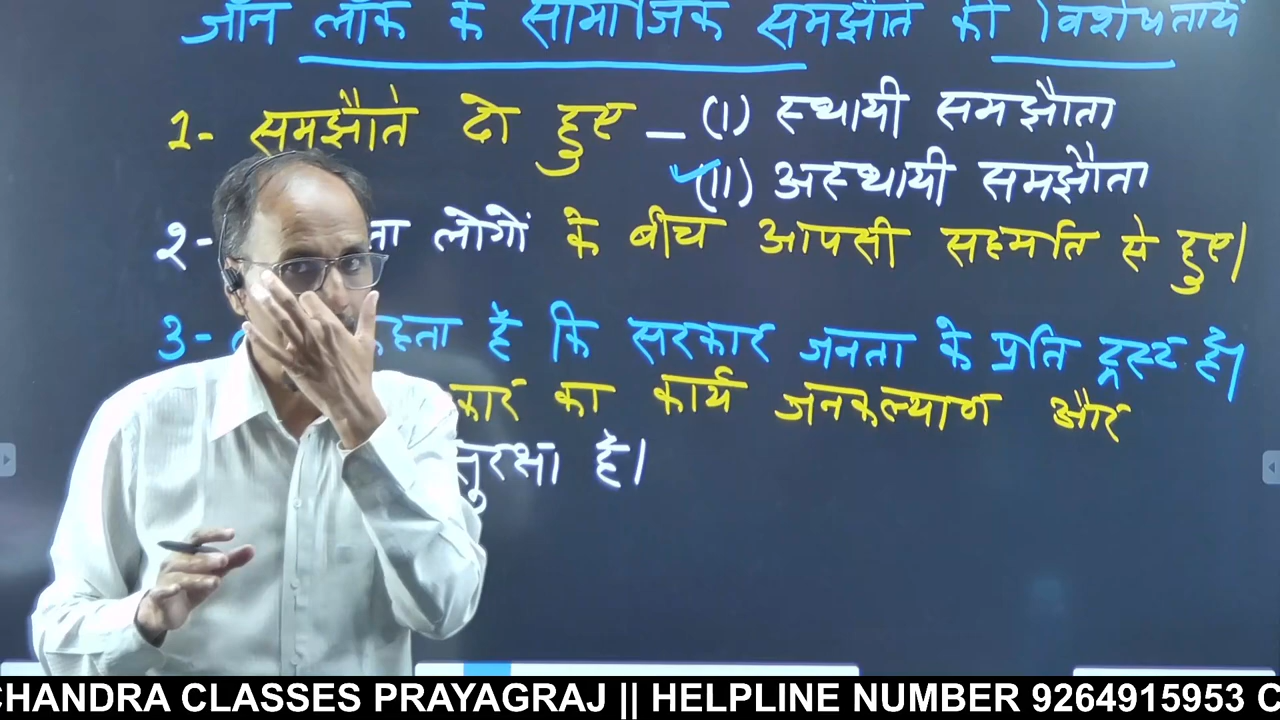 जॉन लॉक के सामाजिक समझौते की विशेषतायें
1- समझौते दो हुए – (I) स्थायी समझौता
(II) अस्थायी समझौता
2- ता लोगों के बीच आपसी सहमति से हुए।
3- कहता है कि सरकार जनता के प्रति ट्रस्ट है।
कार का कार्य जनकल्याण और
सुरक्षा है।
CHANDRA CLASSES PRAYAGRAJ || HELPLINE NUMBER 9264915953 C